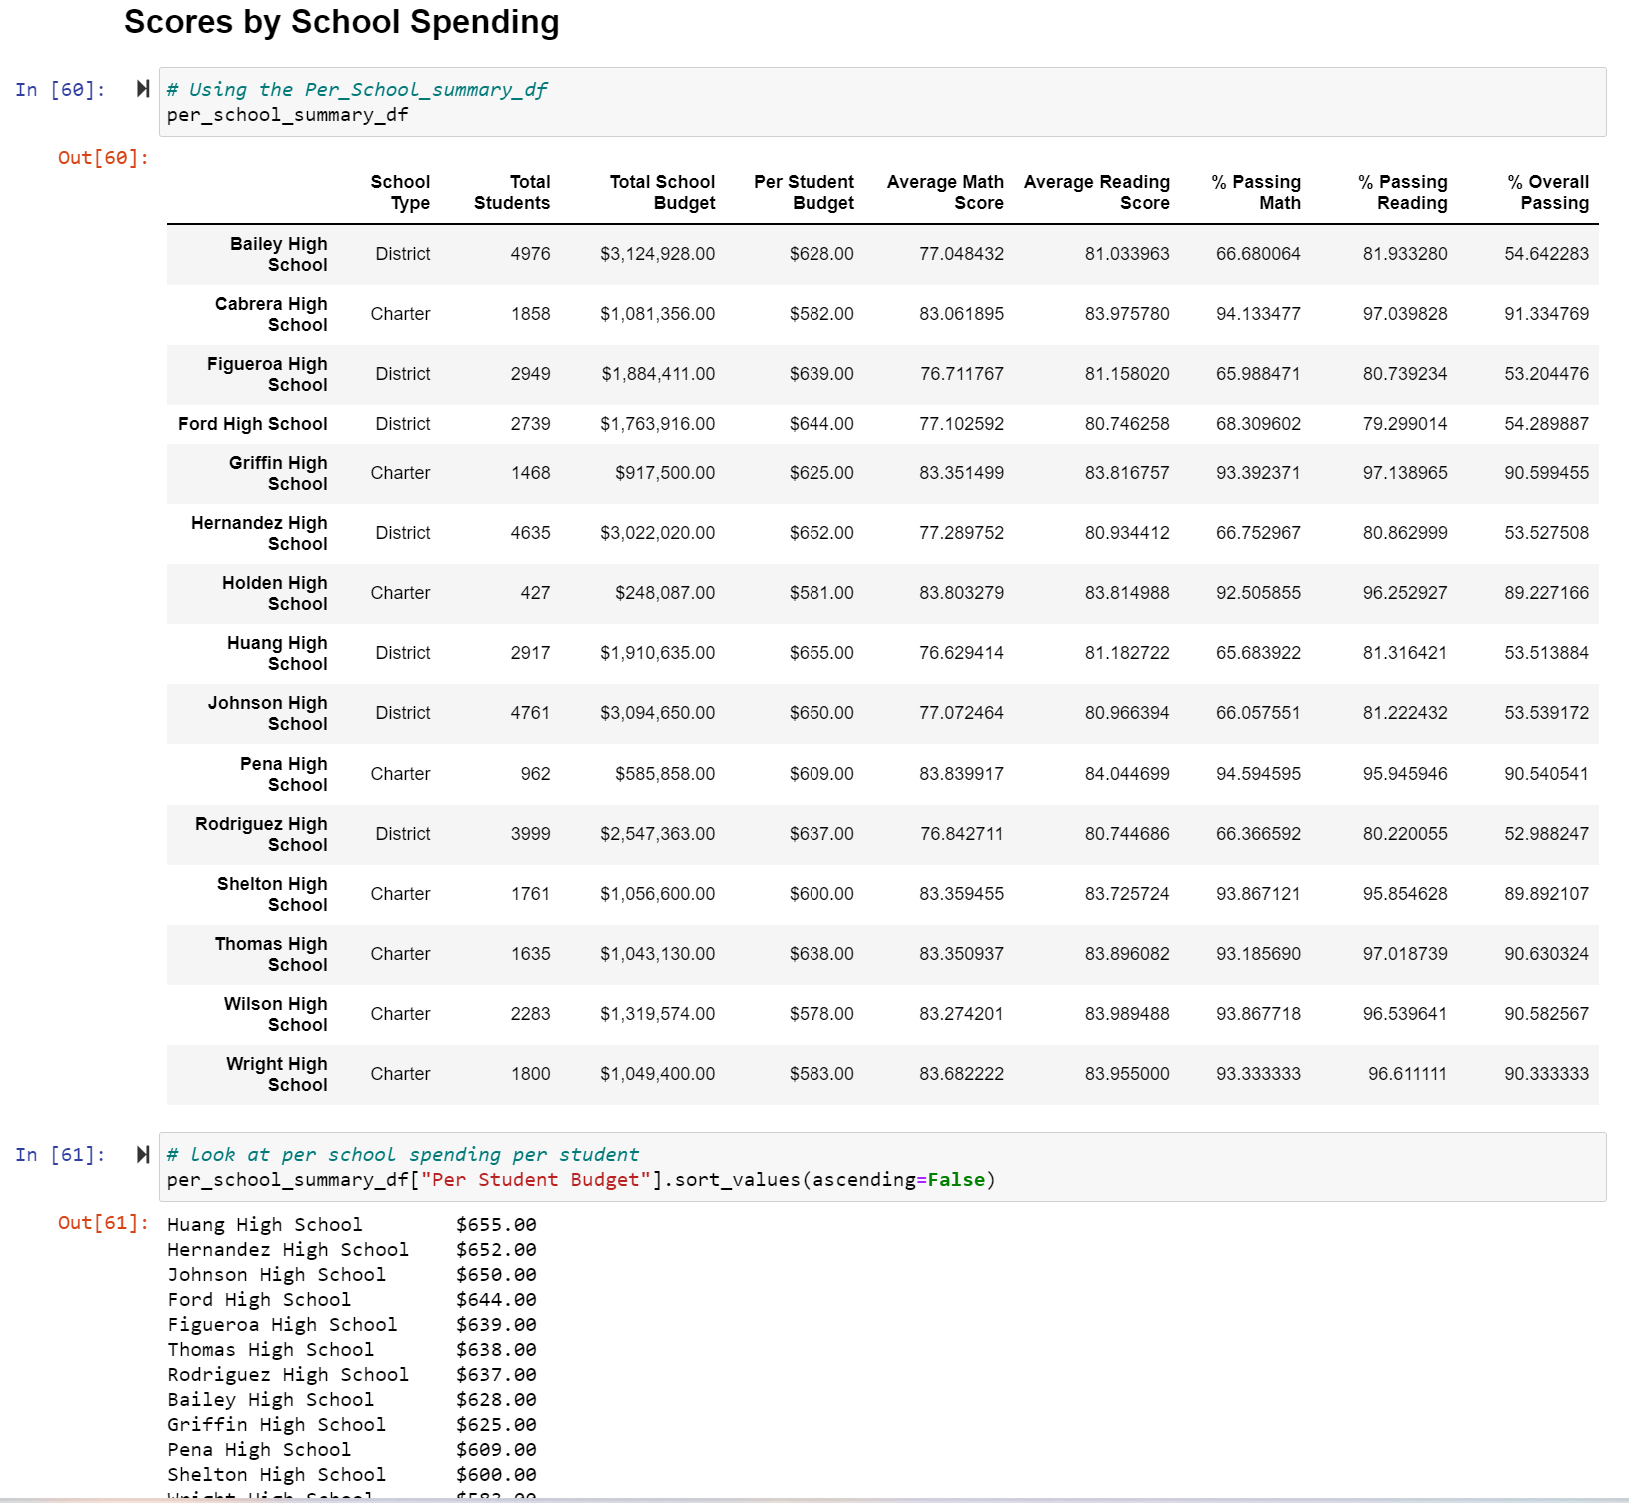 Scores by School Spending
In [60]:
# Using the Per_School_summary_df
per_school_summary_df
Out[60]:
School Type Total Students Total School Budget Per Student Budget Average Math Score Average Reading Score % Passing Math % Passing Reading % Overall Passing
Bailey High School District 4976 $3,124,928.00 $628.00 77.048432 81.033963 66.680064 81.933280 54.642283
Cabrera High School Charter 1858 $1,081,356.00 $582.00 83.061895 83.975780 94.133477 97.039828 91.334769
Figueroa High School District 2949 $1,884,411.00 $639.00 76.711767 81.158020 65.988471 80.739234 53.204476
Ford High School District 2739 $1,763,916.00 $644.00 77.102592 80.746258 68.309602 79.299014 54.289887
Griffin High School Charter 1468 $917,500.00 $625.00 83.351499 83.816757 93.392371 97.138965 90.599455
Hernandez High School District 4635 $3,022,020.00 $652.00 77.289752 80.934412 66.752967 80.862999 53.527508
Holden High School Charter 427 $248,087.00 $581.00 83.803279 83.814988 92.505855 96.252927 89.227166
Huang High School District 2917 $1,910,635.00 $655.00 76.629414 81.182722 65.683922 81.316421 53.513884
Johnson High School District 4761 $3,094,650.00 $650.00 77.072464 80.966394 66.057551 81.222432 53.539172
Pena High School Charter 962 $585,858.00 $609.00 83.839917 84.044699 94.594595 95.945946 90.540541
Rodriguez High School District 3999 $2,547,363.00 $637.00 76.842711 80.744686 66.366592 80.220055 52.988247
Shelton High School Charter 1761 $1,056,600.00 $600.00 83.359455 83.725724 93.867121 95.854628 89.892107
Thomas High School Charter 1635 $1,043,130.00 $638.00 83.350937 83.896082 93.185690 97.018739 90.630324
Wilson High School Charter 2283 $1,319,574.00 $578.00 83.274201 83.989488 93.867718 96.539641 90.582567
Wright High School Charter 1800 $1,049,400.00 $583.00 83.682222 83.955000 93.333333 96.611111 90.333333
In [61]:
# look at per school spending per student
per_school_summary_df["Per Student Budget"].sort_values(ascending=False)
Out[61]:
Huang High School $655.00
Hernandez High School $652.00
Johnson High School $650.00
Ford High School $644.00
Figueroa High School $639.00
Thomas High School $638.00
Rodriguez High School $637.00
Bailey High School $628.00
Griffin High School $625.00
Pena High School $609.00
Shelton High School $600.00
Wright High School $583.00